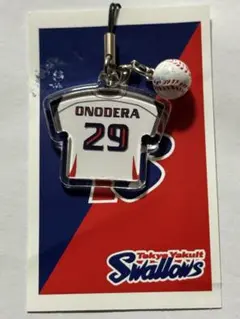 ONODERA
29
Tokyo Yakult
Swallows